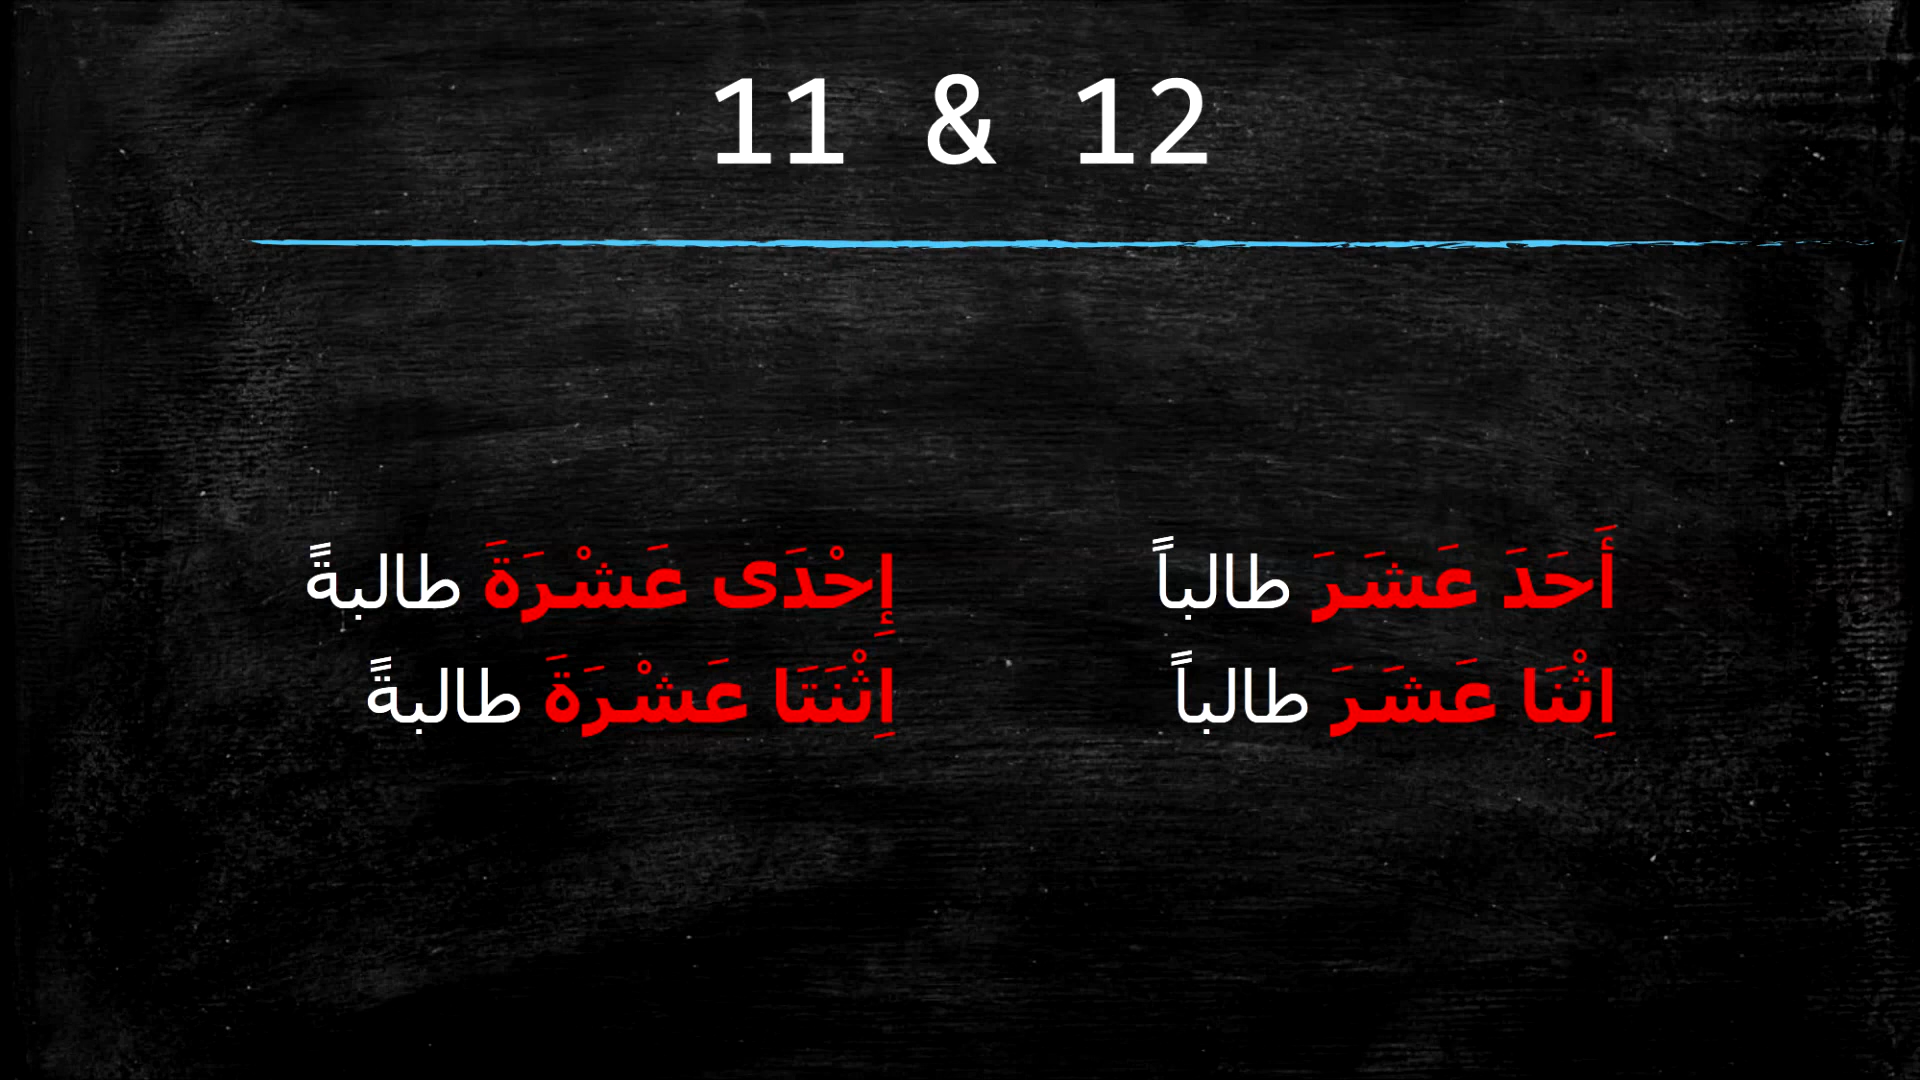 11 & 12
أَحَدَ عَشَرَ طالباً
اِثْنَا عَشَرَ طالباً
إِحْدَى عَشْرَةَ طالبةً
اِثْنَتَا عَشْرَةَ طالبةً